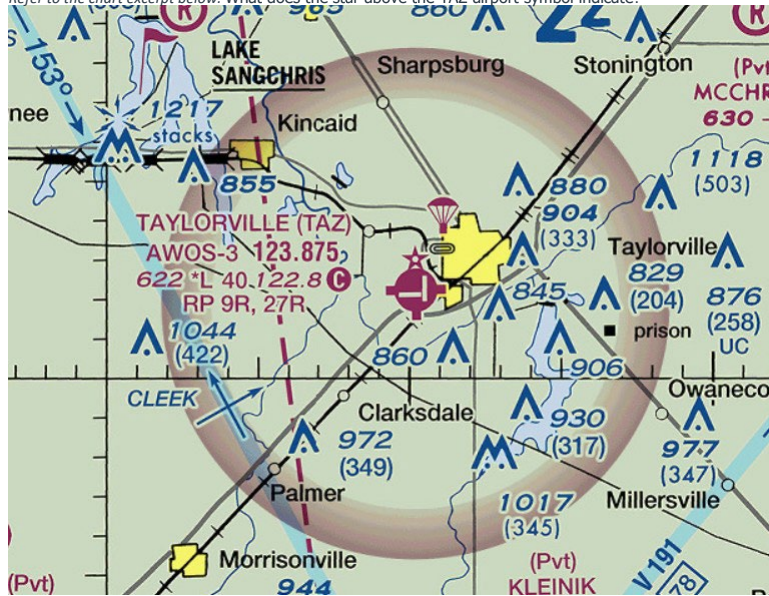 Refer to the chart excerpt below. What does the star above the TAZ airport symbol indicate?
R
965
860
22
R
S
153°
LAKE
SANGCHRIS
Sharpsburg
Stonington
(Pvt)
MCCHR
630 -
nee
1217
stacks
Kincaid
1118
(503)
855
880
904
(333)
TAYLORVILLE (TAZ)
AWOS-3 123.875
622 *L 40 122.8 C
RP 9R, 27R
Taylorville
829
(204)
876
(258)
UC
845
prison
1044
(422)
860
906
CLEEK
Clarksdale
Owaneco
930
(317)
972
(349)
977
(347)
Palmer
1017
(345)
Millersville
Morrisonville
(Pvt)
944
(Pvt)
KLEINIK
V 191
78